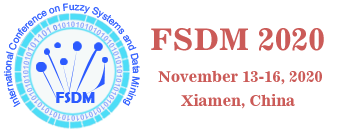 International Conference on Fuzzy Systems and Data Mining
FSDM
FSDM 2020
November 13-16, 2020
Xiamen, China